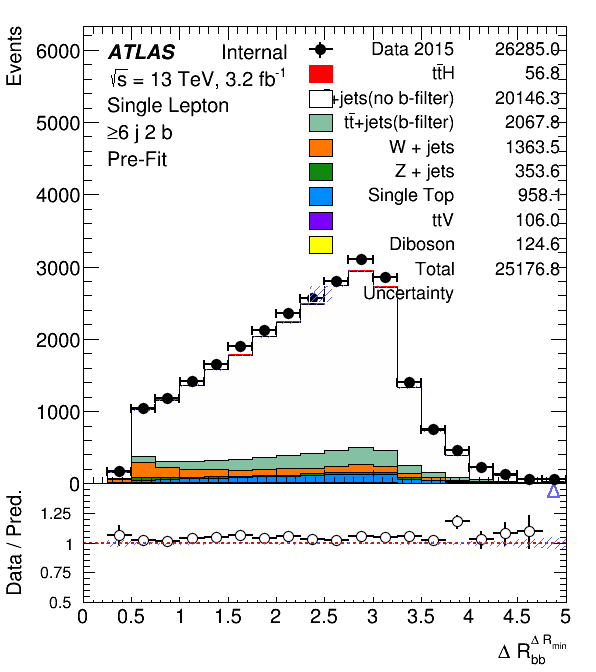 Events
6000
5000
4000
3000
2000
1000
0
ATLAS Internal
√s = 13 TeV, 3.2 fb⁻¹
Single Lepton
≥6 j 2 b
Pre-Fit
Data 2015 26285.0
tt̄H 56.8
+jets(no b-filter) 20146.3
tt̄+jets(b-filter) 2067.8
W + jets 1363.5
Z + jets 353.6
Single Top 958.1
ttV 106.0
Diboson 124.6
Total 25176.8
Uncertainty
Data / Pred.
1.25
1
0.75
0.5
0 0.5 1 1.5 2 2.5 3 3.5 4 4.5 5
Δ R_bb^Δ R_min